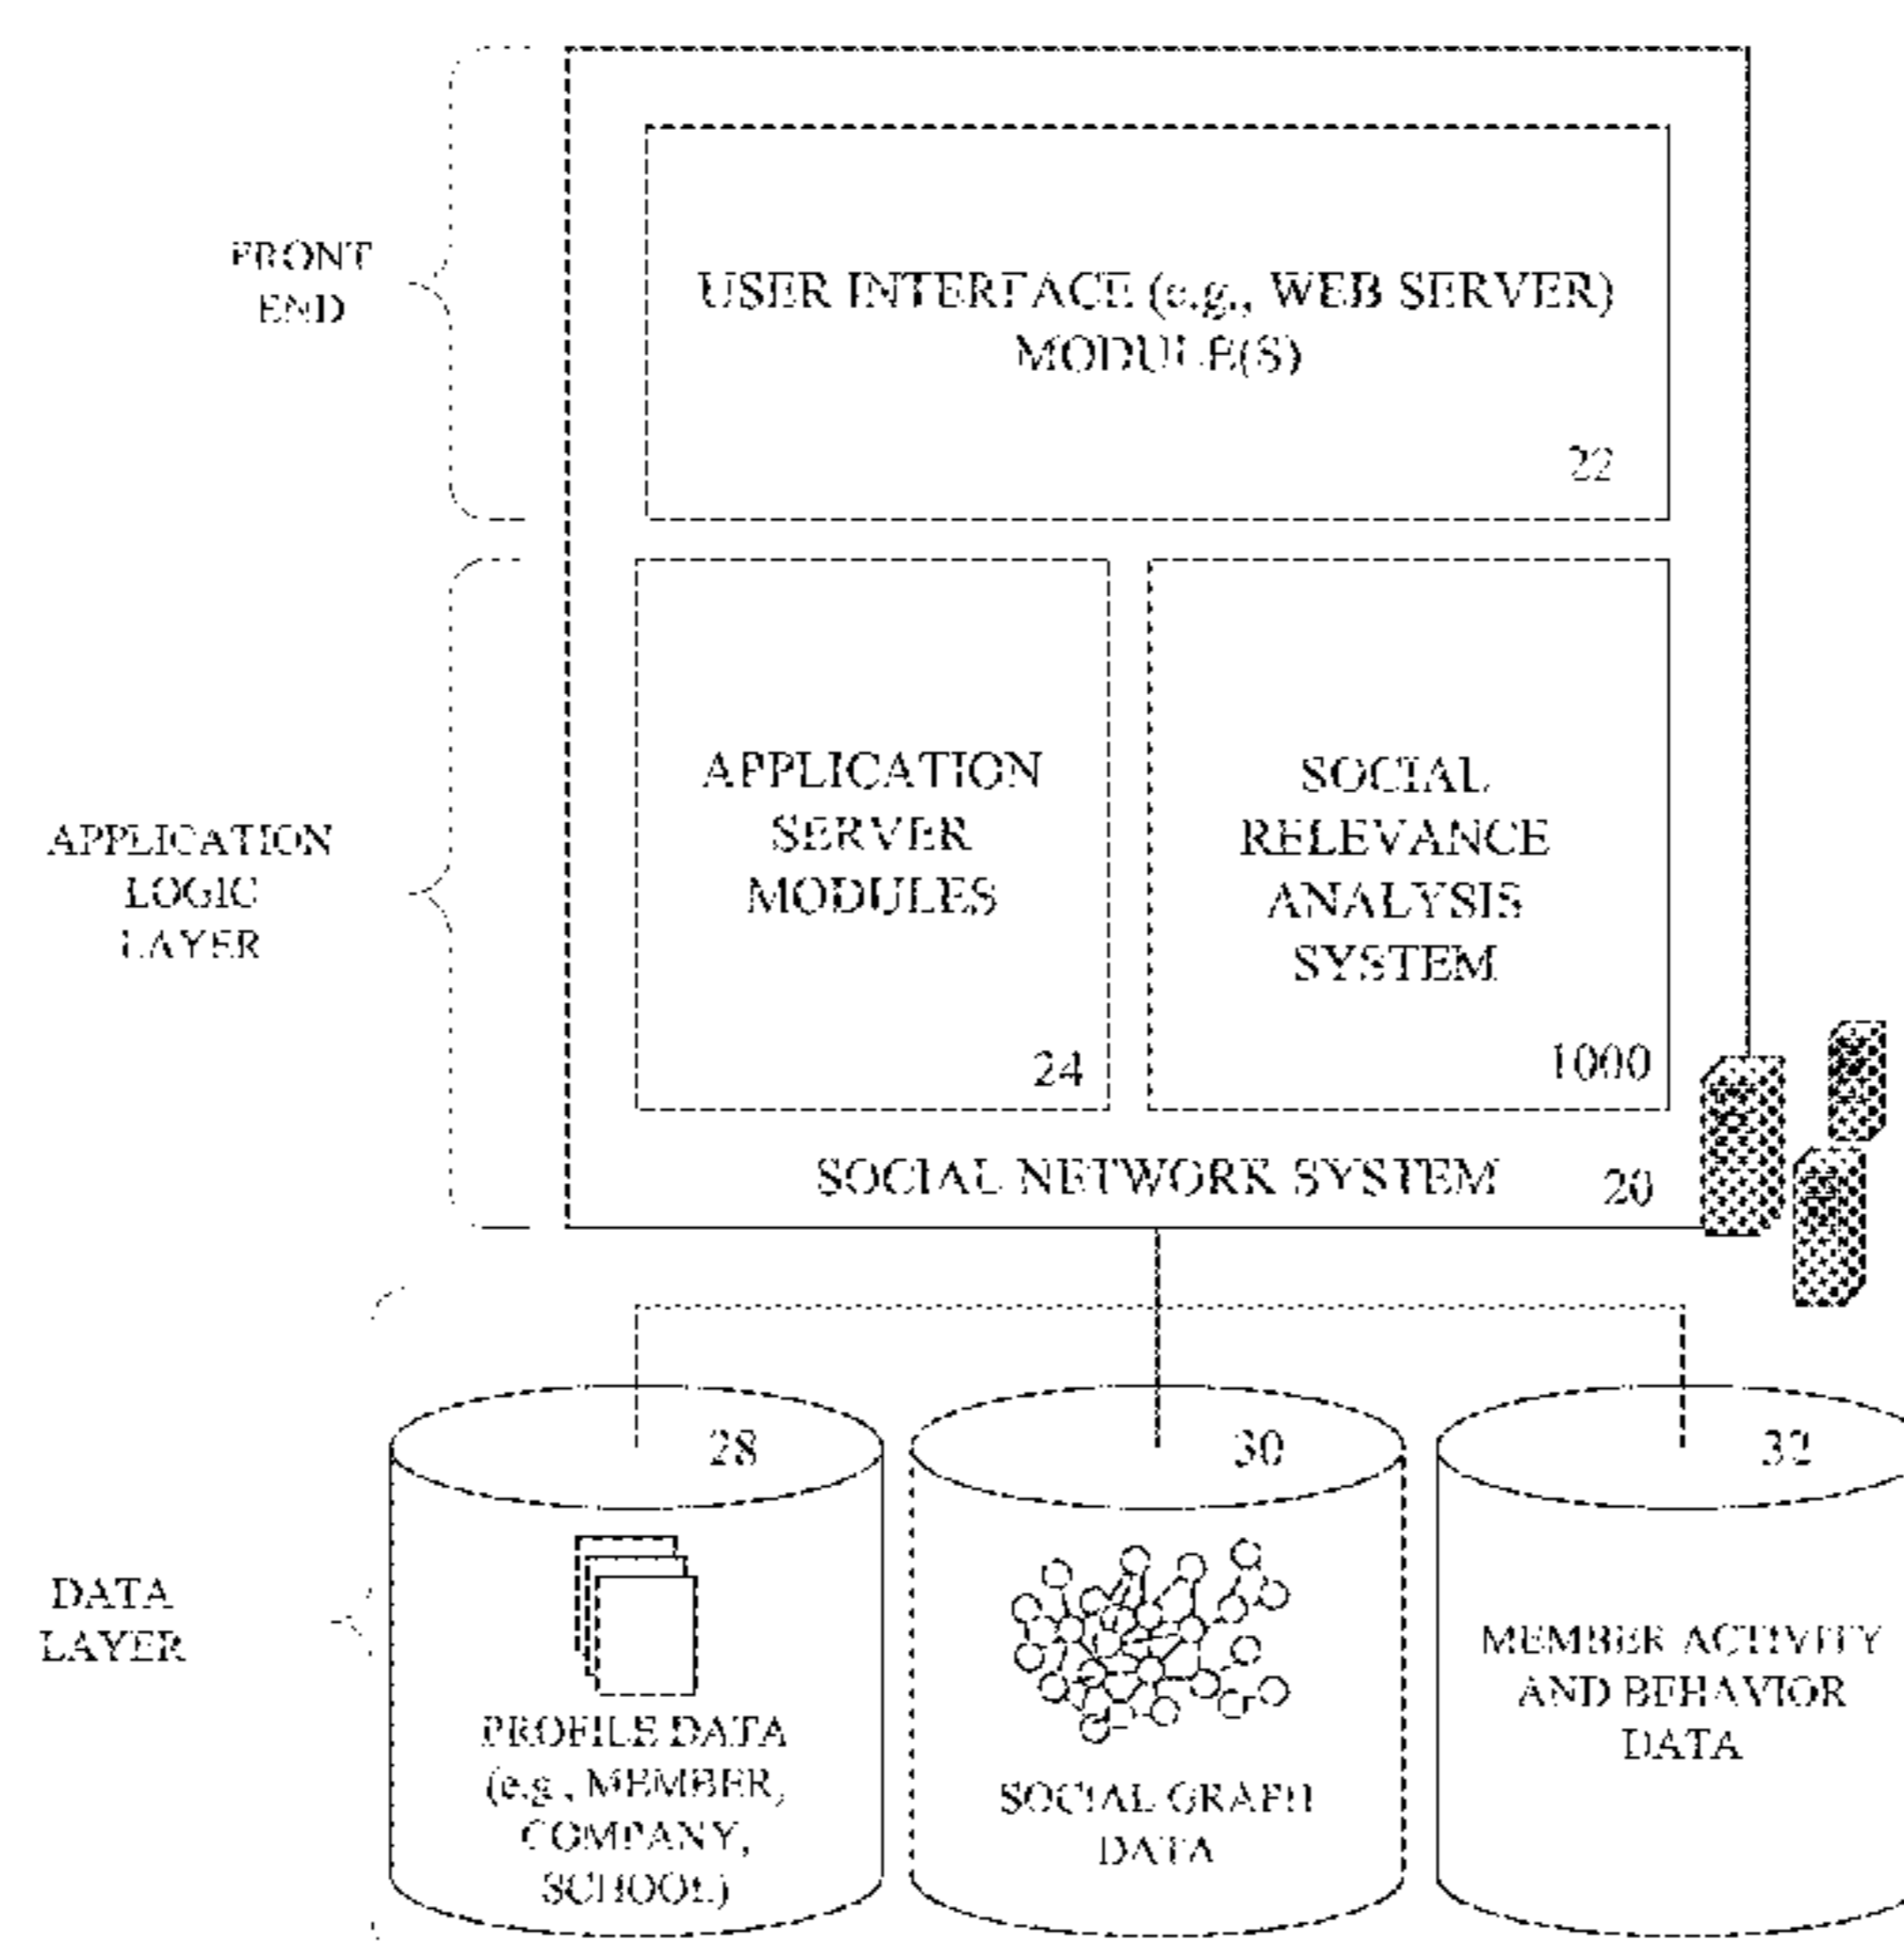 FRONT
END
USER INTERFACE (e.g., WEB SERVER)
MODULE(S)
22
APPLICATION
LOGIC
LAYER
APPLICATION
SERVER
MODULES
24
SOCIAL
RELEVANCE
ANALYSIS
SYSTEM
1000
SOCIAL NETWORK SYSTEM
20
DATA
LAYER
28
PROFILE DATA
(e.g., MEMBER,
COMPANY,
SCHOOL)
30
SOCIAL GRAPH
DATA
32
MEMBER ACTIVITY
AND BEHAVIOR
DATA